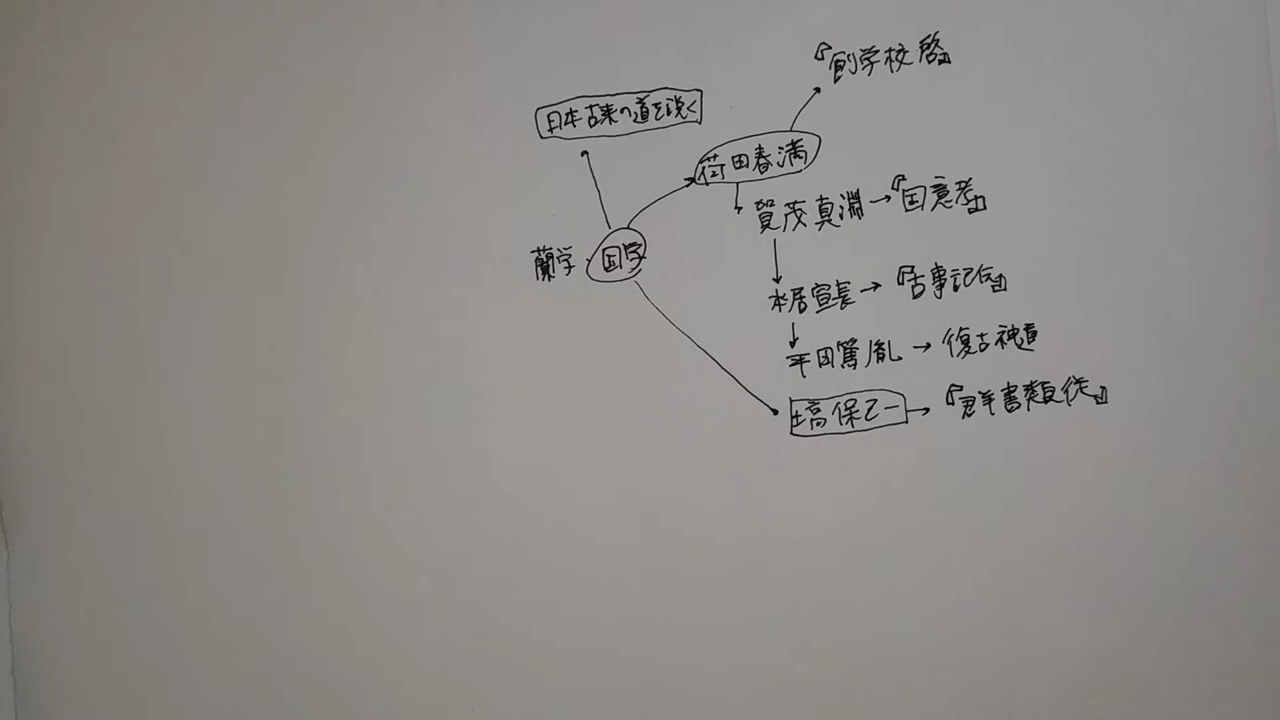 『創学校啓』
日本古来の道を説く
荷田春満
賀茂真淵→『国意考』
蘭学 国学
本居宣長→『古事記伝』
平田篤胤→復古神道
塙保己一→『群書類従』